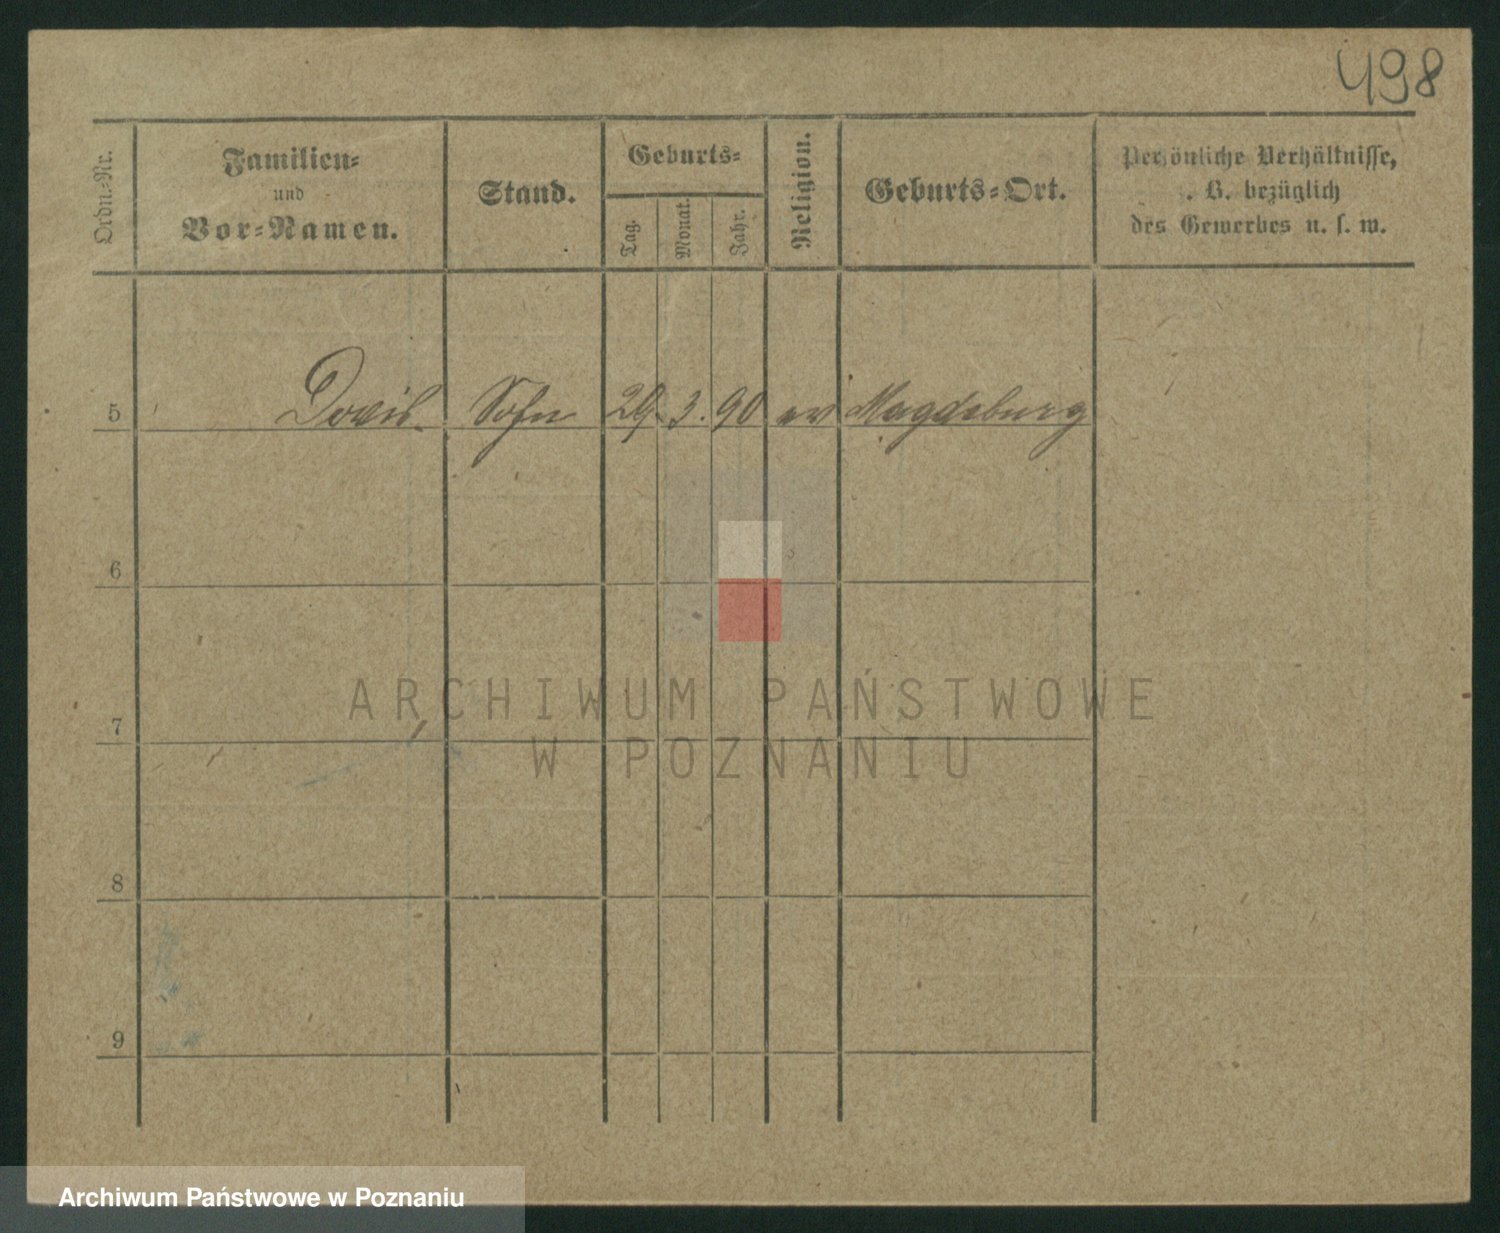 498
Ordn.-Nr.
Familien-
und
Vor-Namen.
Stand.
Geburts-
Tag.
Monat.
Jahr.
Religion.
Geburts-Ort.
Persönliche Verhältnisse,
. B. bezüglich
des Gewerbes u. s. w.
5 Sohn 29. 3. 90 ev Magdeburg
6
7
8
9
ARCHIWUM PAŃSTWOWE
W POZNANIU
Archiwum Państwowe w Poznaniu